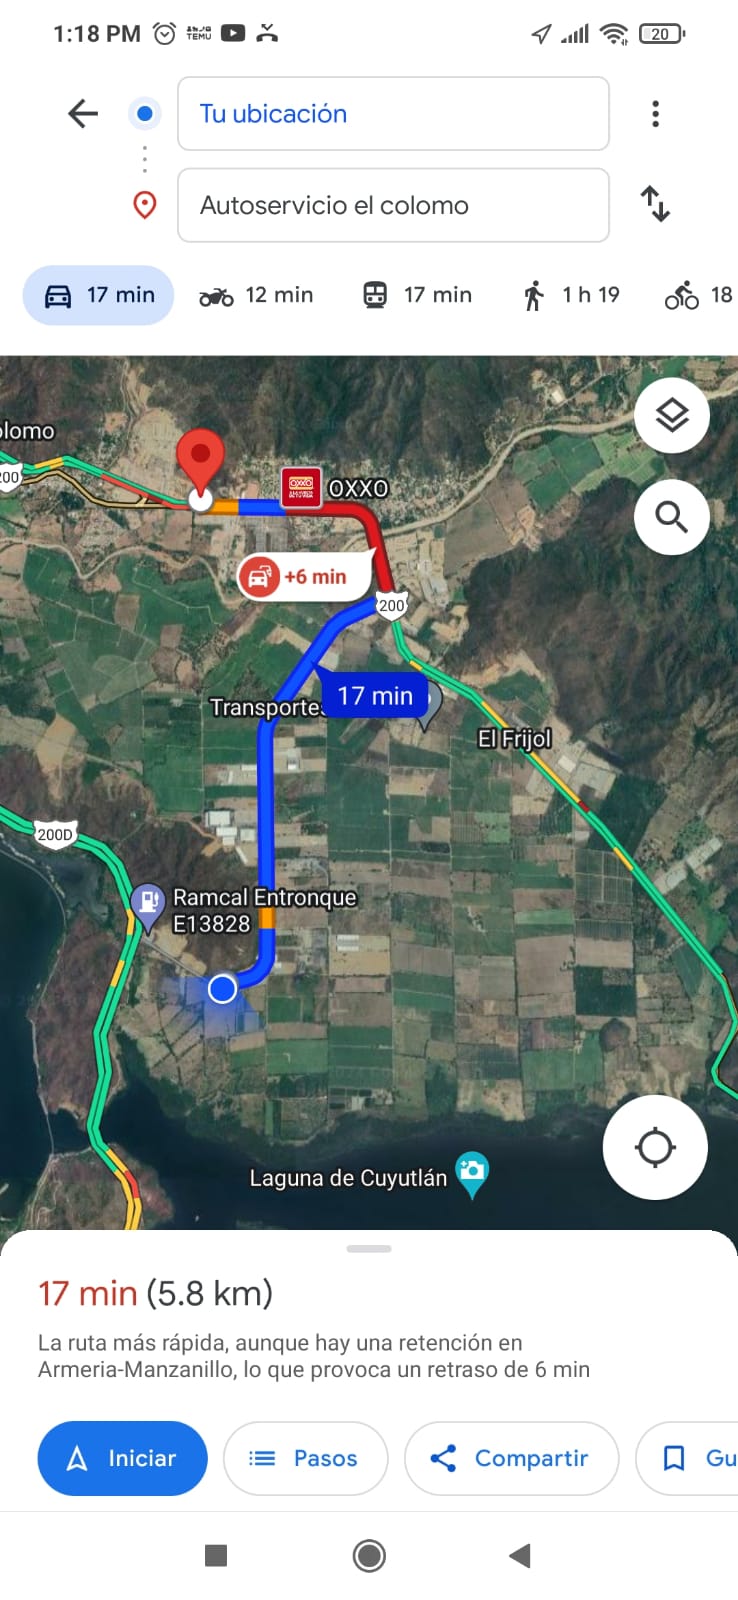 1:18 PM
TEMU
20
Tu ubicación
Autoservicio el colomo
17 min
12 min
17 min
1 h 19
18
olomo
200
OXXO
OXXO
+6 min
200
17 min
Transportes
El Frijol
200D
Ramcal Entronque
E13828
Laguna de Cuyutlán
17 min (5.8 km)
La ruta más rápida, aunque hay una retención en
Armeria-Manzanillo, lo que provoca un retraso de 6 min
Iniciar
Pasos
Compartir
Gu